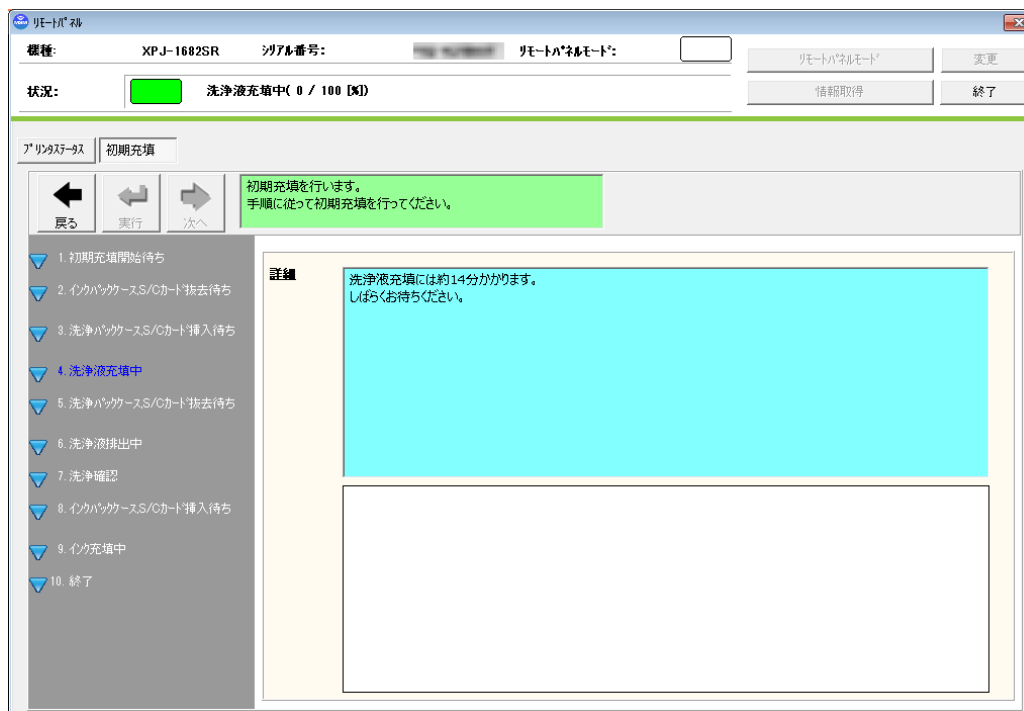 ﾘﾓｰﾄﾊﾟﾈﾙ
機種: XPJ-1682SR ｼﾘｱﾙ番号: ﾘﾓｰﾄﾊﾟﾈﾙﾓｰﾄﾞ:
ﾘﾓｰﾄﾊﾟﾈﾙﾓｰﾄﾞ 変更
状況: 洗浄液充填中( 0 / 100 [%])
情報取得 終了
ﾌﾟﾘﾝﾀｽﾃｰﾀｽ 初期充填
戻る 実行 次へ
初期充填を行います。
手順に従って初期充填を行ってください。
1. 初期充填開始待ち
2. ｲﾝｸﾊﾟｯｸｹｰｽ,S/Cｶｰﾄﾞ抜去待ち
3. 洗浄ﾊﾟｯｸｹｰｽ,S/Cｶｰﾄﾞ挿入待ち
4. 洗浄液充填中
5. 洗浄ﾊﾟｯｸｹｰｽ,S/Cｶｰﾄﾞ抜去待ち
6. 洗浄液排出中
7. 洗浄確認
8. ｲﾝｸﾊﾟｯｸｹｰｽ,S/Cｶｰﾄﾞ挿入待ち
9. ｲﾝｸ充填中
10. 終了
詳細
洗浄液充填には約14分かかります。
しばらくお待ちください。